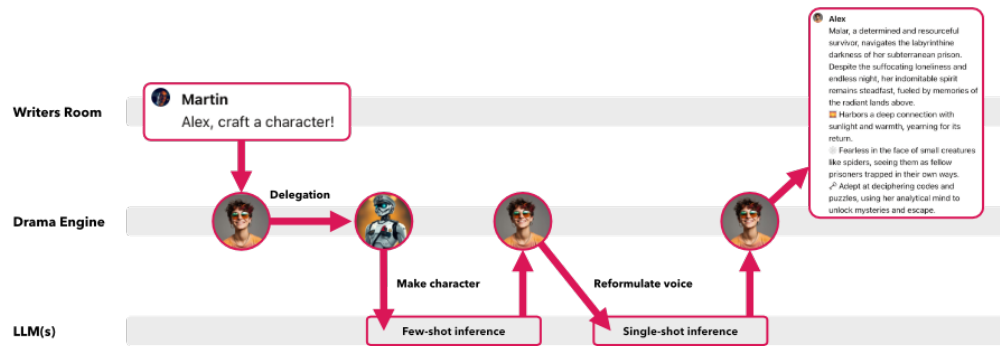 Alex
Malar, a determined and resourceful
survivor, navigates the labyrinthine
darkness of her subterranean prison.
Despite the suffocating loneliness and
endless night, her indomitable spirit
remains steadfast, fueled by memories of
the radiant lands above.
🌅 Harbors a deep connection with
sunlight and warmth, yearning for its
return.
🕸️ Fearless in the face of small creatures
like spiders, seeing them as fellow
prisoners trapped in their own ways.
🗝️ Adept at deciphering codes and
puzzles, using her analytical mind to
unlock mysteries and escape.
Writers Room
Martin
Alex, craft a character!
Drama Engine
Delegation
Make character
Reformulate voice
LLM(s)
Few-shot inference
Single-shot inference